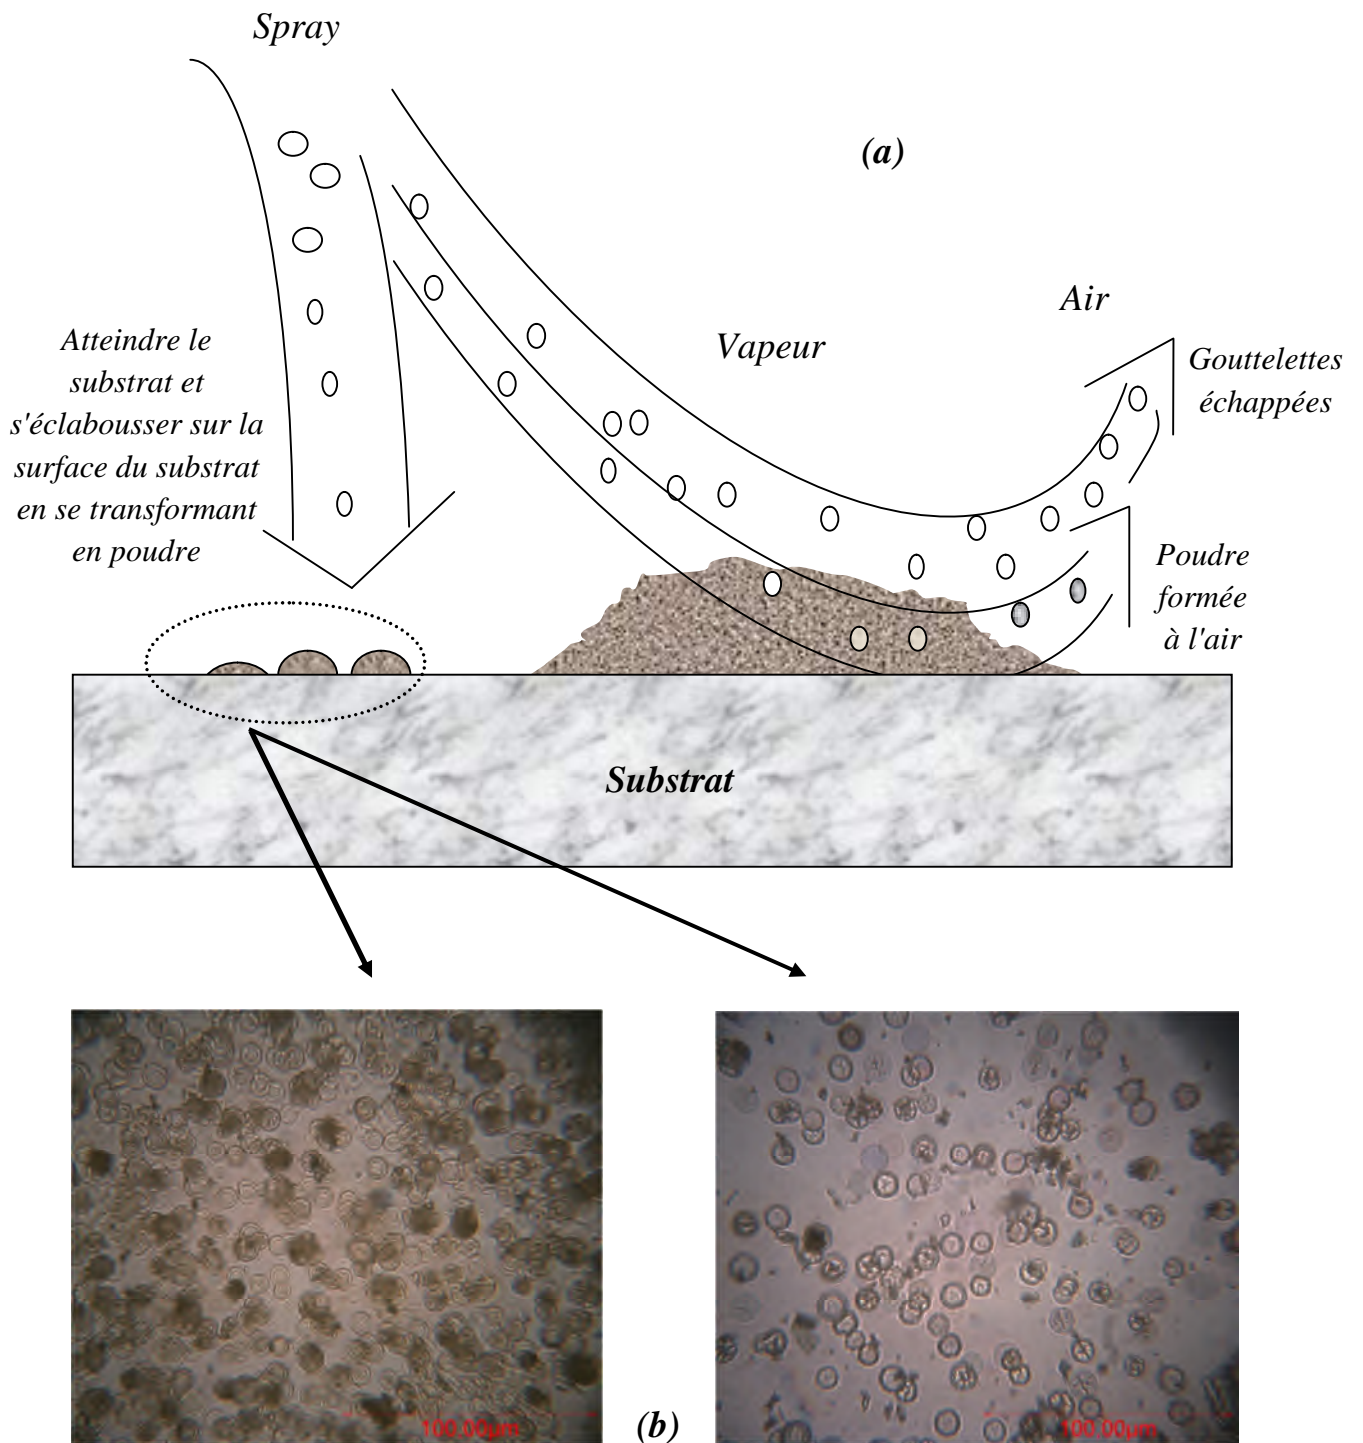 Spray
(a)
Air
Vapeur
Gouttelettes
échappées
Atteindre le
substrat et
s'éclabousser sur la
surface du substrat
en se transformant
en poudre
Poudre
formée
à l'air
Substrat
100.00µm
(b)
100.00µm